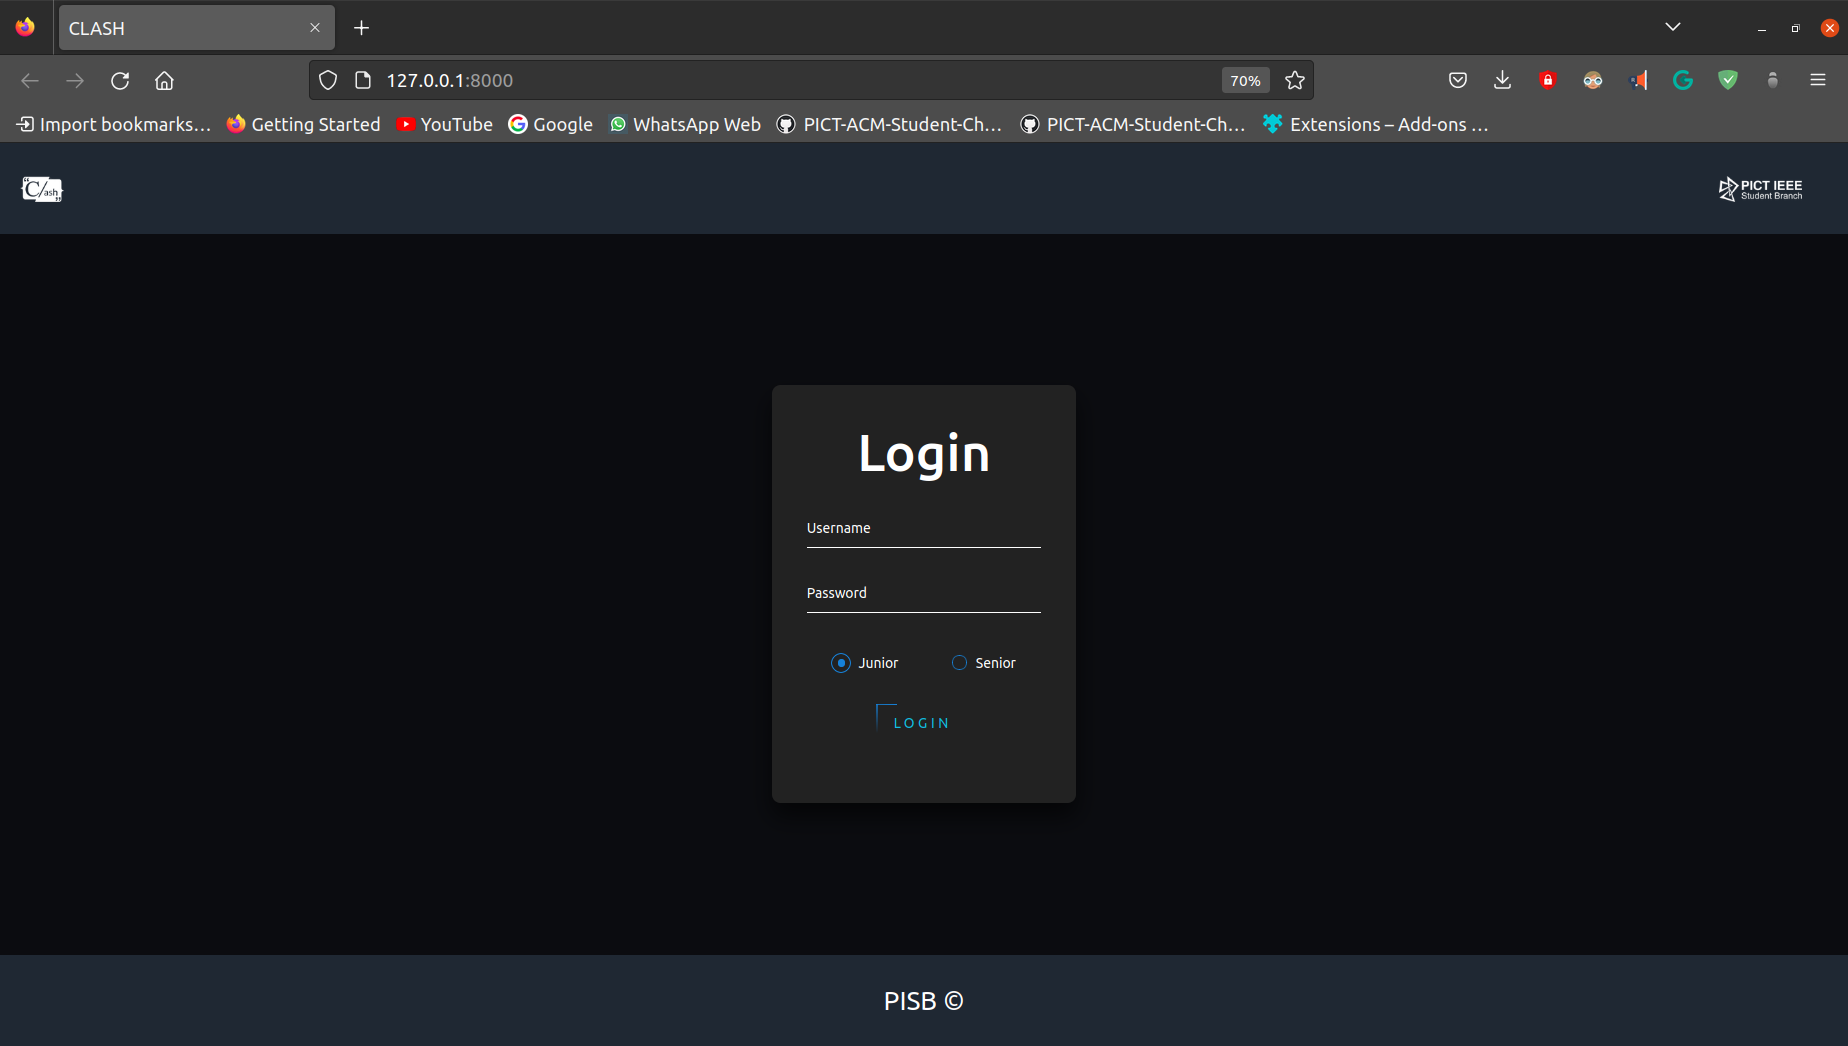 CLASH
127.0.0.1:8000
70%
Import bookmarks...
Getting Started
YouTube
Google
WhatsApp Web
PICT-ACM-Student-Ch...
PICT-ACM-Student-Ch...
Extensions – Add-ons ...
"C/ash"
PICT IEEE
Student Branch
Login
Username
Password
Junior
Senior
LOGIN
PISB ©